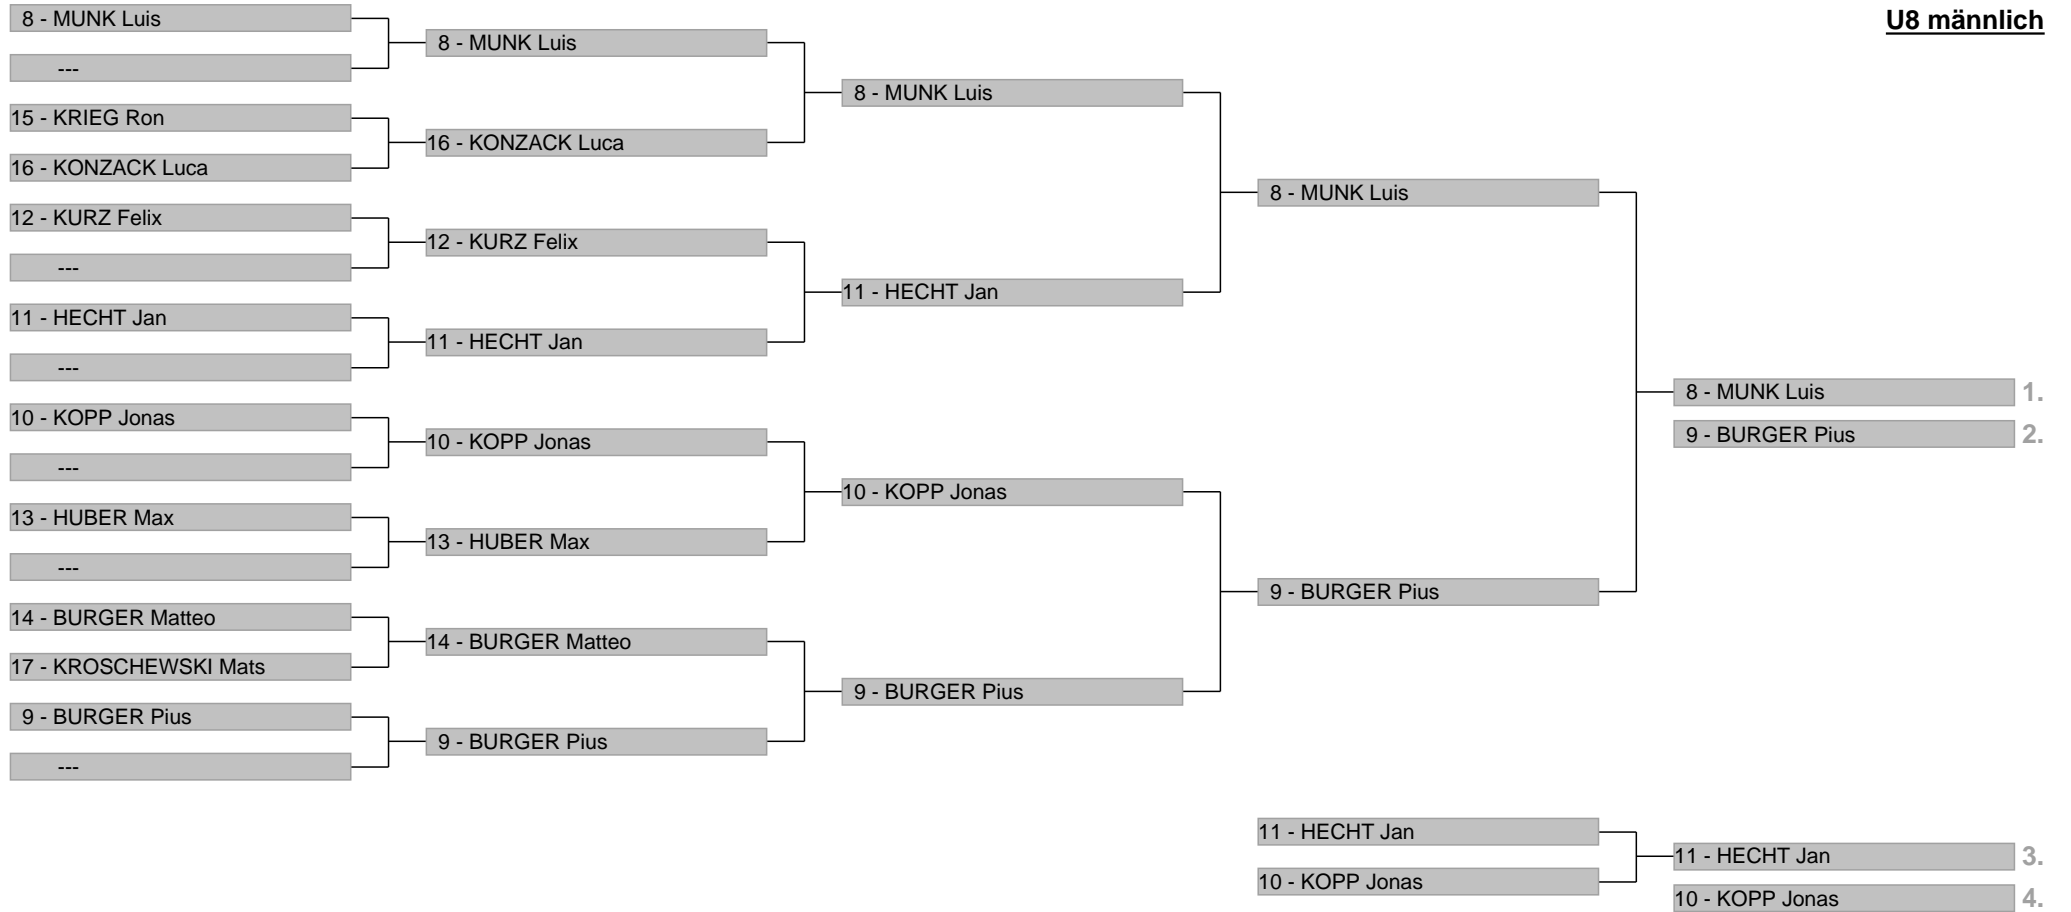 U8 männlich
8 - MUNK Luis
---
15 - KRIEG Ron
16 - KONZACK Luca
12 - KURZ Felix
---
11 - HECHT Jan
---
10 - KOPP Jonas
---
13 - HUBER Max
---
14 - BURGER Matteo
17 - KROSCHEWSKI Mats
9 - BURGER Pius
---
8 - MUNK Luis
16 - KONZACK Luca
12 - KURZ Felix
11 - HECHT Jan
10 - KOPP Jonas
13 - HUBER Max
14 - BURGER Matteo
9 - BURGER Pius
8 - MUNK Luis
11 - HECHT Jan
10 - KOPP Jonas
9 - BURGER Pius
8 - MUNK Luis
9 - BURGER Pius
8 - MUNK Luis 1.
9 - BURGER Pius 2.
11 - HECHT Jan
10 - KOPP Jonas
11 - HECHT Jan 3.
10 - KOPP Jonas 4.